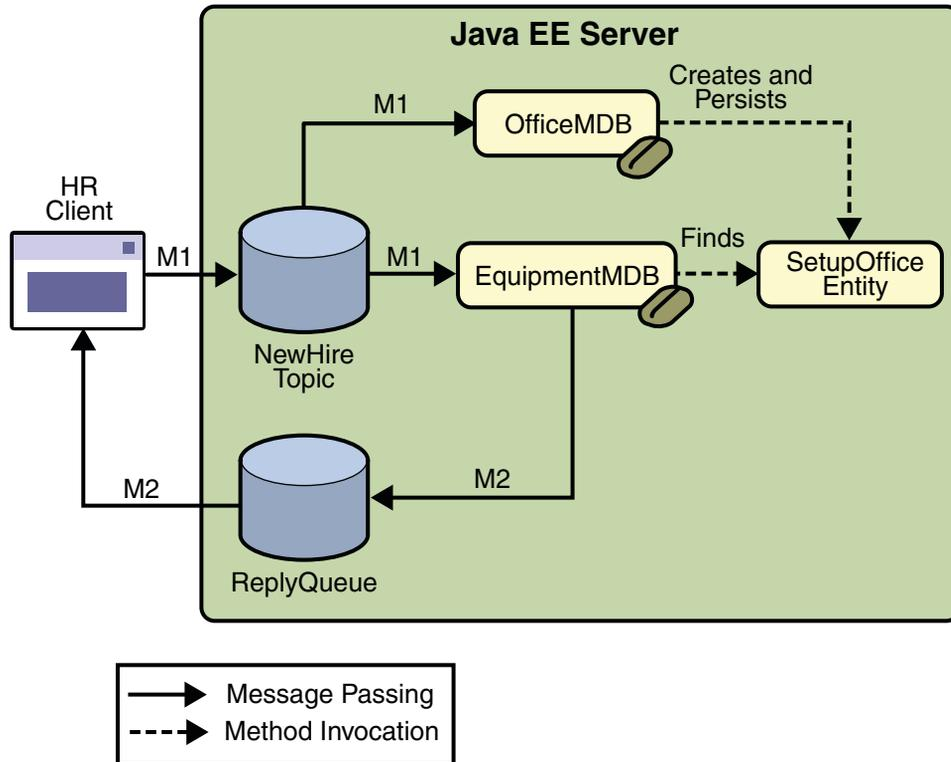 Java EE Server
Creates and
Persists
M1
OfficeMDB
HR
Client
M1
M1
Finds
EquipmentMDB
SetupOffice
Entity
NewHire
Topic
M2
M2
ReplyQueue
Message Passing
Method Invocation